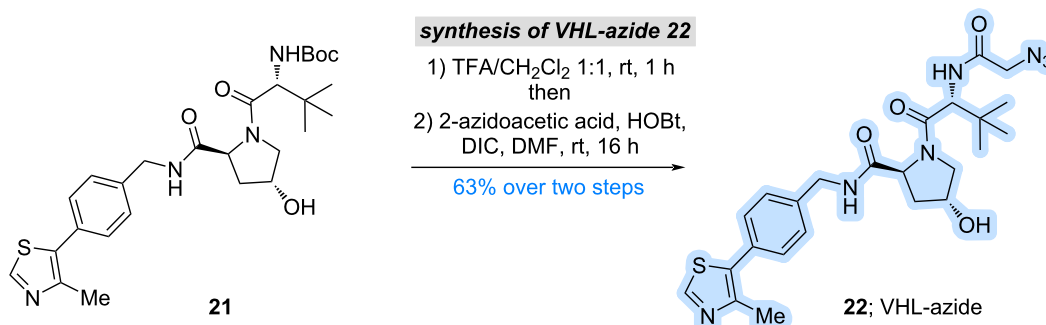 NHBoc
O
O
N
N
H
OH
S
N
Me
21
synthesis of VHL-azide 22
1) TFA/CH₂Cl₂ 1:1, rt, 1 h
then
2) 2-azidoacetic acid, HOBt,
DIC, DMF, rt, 16 h
63% over two steps
O
N₃
HN
O
O
N
N
H
OH
S
N
Me
22; VHL-azide